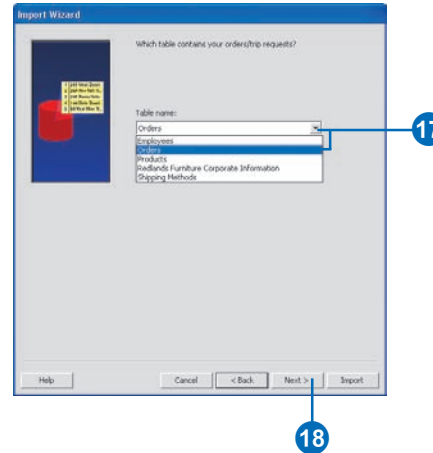 Import Wizard
Which table contains your orders/trip requests?
Table name:
Orders
Employees
Orders
Products
Redlands Furniture Corporate Information
Shipping Methods
17
Help
Cancel
< Back
Next >
Import
18